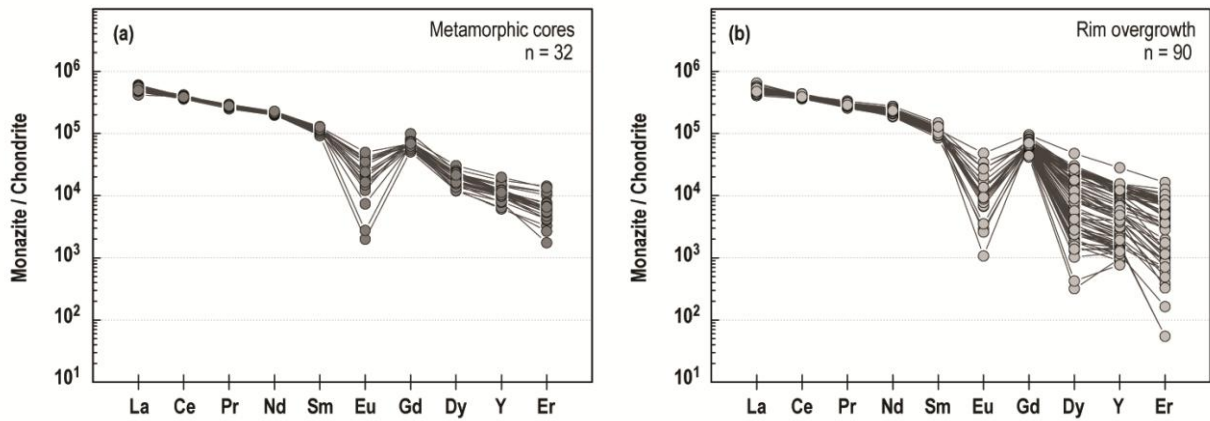 (a)
Metamorphic cores
n = 32
Monazite / Chondrite
10⁶
10⁵
10⁴
10³
10²
10¹
La Ce Pr Nd Sm Eu Gd Dy Y Er
(b)
Rim overgrowth
n = 90
Monazite / Chondrite
10⁶
10⁵
10⁴
10³
10²
10¹
La Ce Pr Nd Sm Eu Gd Dy Y Er